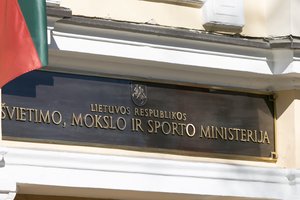 LIETUVOS RESPUBLIKOS
ŠVIETIMO, MOKSLO IR SPORTO MINISTERIJA